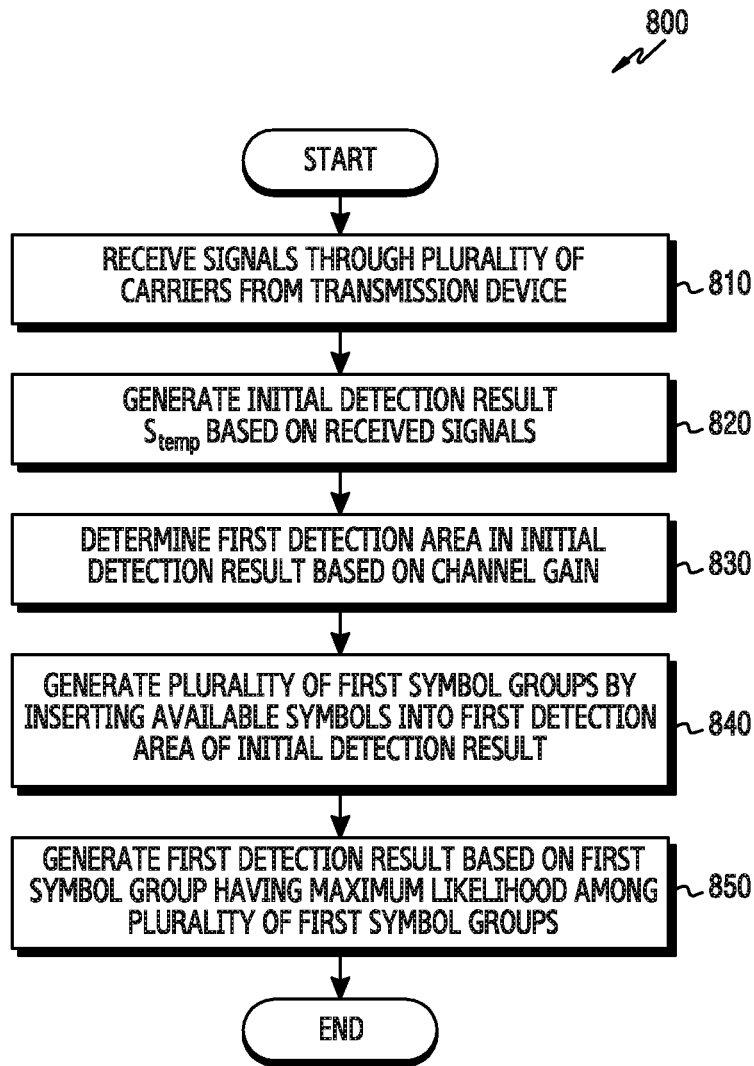 800
START
RECEIVE SIGNALS THROUGH PLURALITY OF
CARRIERS FROM TRANSMISSION DEVICE
810
GENERATE INITIAL DETECTION RESULT
Stemp BASED ON RECEIVED SIGNALS
820
DETERMINE FIRST DETECTION AREA IN INITIAL
DETECTION RESULT BASED ON CHANNEL GAIN
830
GENERATE PLURALITY OF FIRST SYMBOL GROUPS BY
INSERTING AVAILABLE SYMBOLS INTO FIRST DETECTION
AREA OF INITIAL DETECTION RESULT
840
GENERATE FIRST DETECTION RESULT BASED ON FIRST
SYMBOL GROUP HAVING MAXIMUM LIKELIHOOD AMONG
PLURALITY OF FIRST SYMBOL GROUPS
850
END